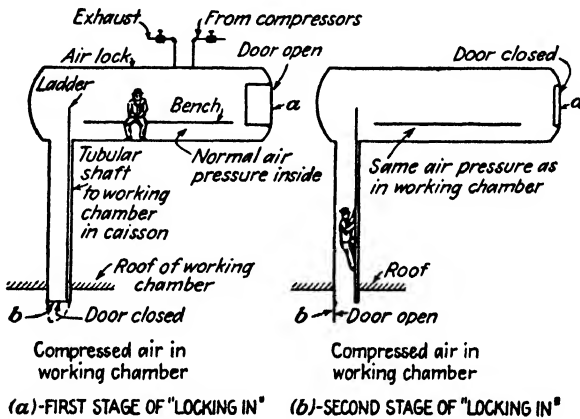 Exhaust
From compressors
Air lock
Door open
Ladder
Bench
a
Normal air
pressure inside
Tubular
shaft
to working
chamber
in caisson
Roof of working
chamber
b
Door closed
Compressed air in
working chamber
(a)-FIRST STAGE OF "LOCKING IN"
Door closed
a
Same air pressure as
in working chamber
Roof
b
Door open
Compressed air in
working chamber
(b)-SECOND STAGE OF "LOCKING IN"